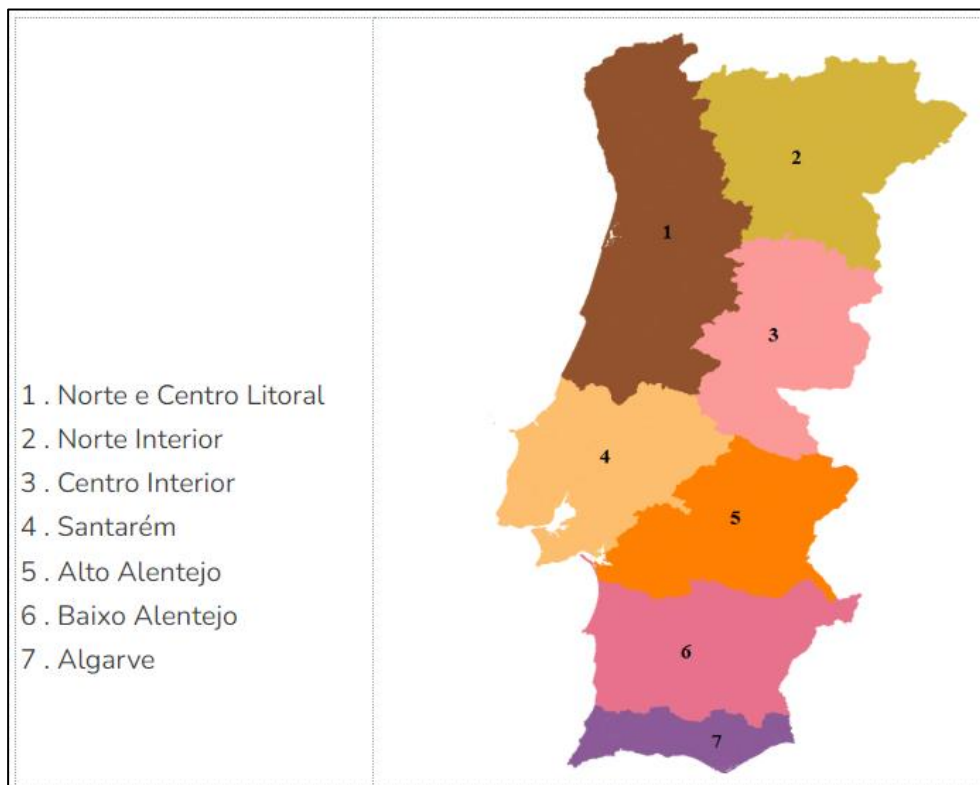 1 . Norte e Centro Litoral
2 . Norte Interior
3 . Centro Interior
4 . Santarém
5 . Alto Alentejo
6 . Baixo Alentejo
7 . Algarve
1
2
3
4
5
6
7